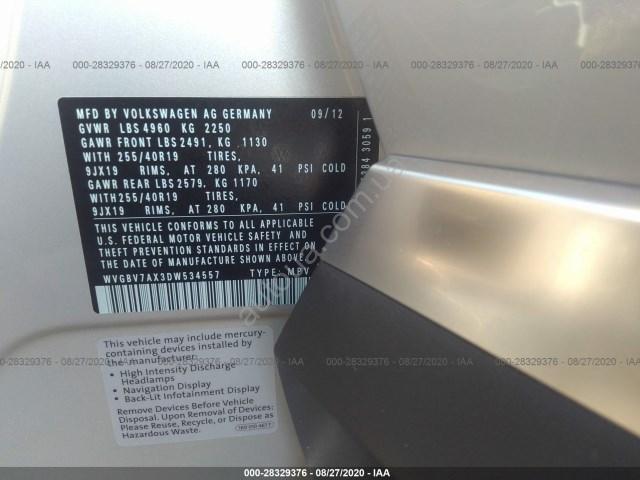 000-28329376 - 08/27/2020 - IAA
MFD BY VOLKSWAGEN AG GERMANY 09/12
GVWR LBS 4960 KG 2250
GAWR FRONT LBS 2491, KG 1130
WITH 255/40R19 TIRES,
9JX19 RIMS, AT 280 KPA, 41 PSI COLD
GAWR REAR LBS 2579, KG 1170
WITH 255/40R19 TIRES,
9JX19 RIMS, AT 280 KPA, 41 PSI COLD
THIS VEHICLE CONFORMS TO ALL APPLICABLE
U.S. FEDERAL MOTOR VEHICLE SAFETY AND
THEFT PREVENTION STANDARDS IN EFFECT ON
THE DATE OF MANUFACTURE SHOWN ABOVE.
WVGBV7AX3DW534557 TYPE: MPV
This vehicle may include mercury-
containing devices installed by
the manufacturer:
• High Intensity Discharge
Headlamps
• Navigation Display
• Back-Lit Infotainment Display
Remove Devices Before Vehicle
Disposal. Upon Removal of Devices:
Please Reuse, Recycle, or Dispose as
Hazardous Waste.
000-28329376 - 08/27/2020 - IAA